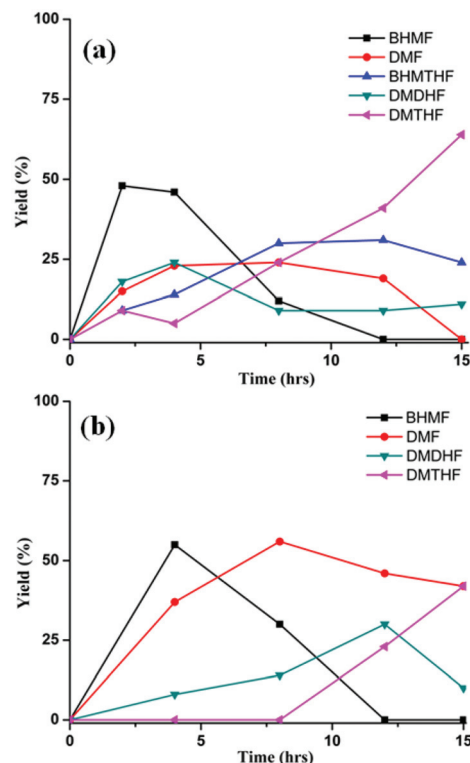 (a)
BHMF
DMF
BHMTHF
DMDHF
DMTHF
Yield (%)
100
75
50
25
0
0 5 10 15
Time (hrs)
(b)
BHMF
DMF
DMDHF
DMTHF
Yield (%)
100
75
50
25
0
0 5 10 15
Time (hrs)